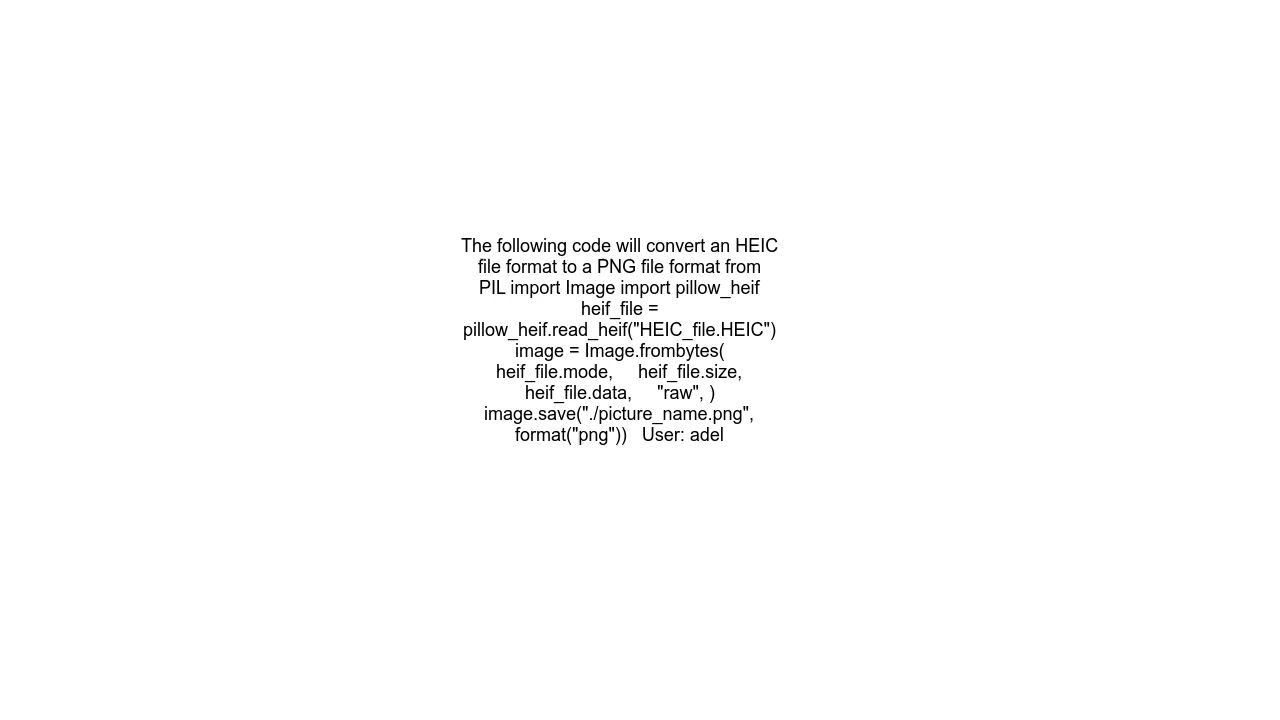 The following code will convert an HEIC
file format to a PNG file format from
PIL import Image import pillow_heif
heif_file =
pillow_heif.read_heif("HEIC_file.HEIC")
image = Image.frombytes(
heif_file.mode,     heif_file.size,
heif_file.data,     "raw", )
image.save("./picture_name.png",
format("png"))   User: adel